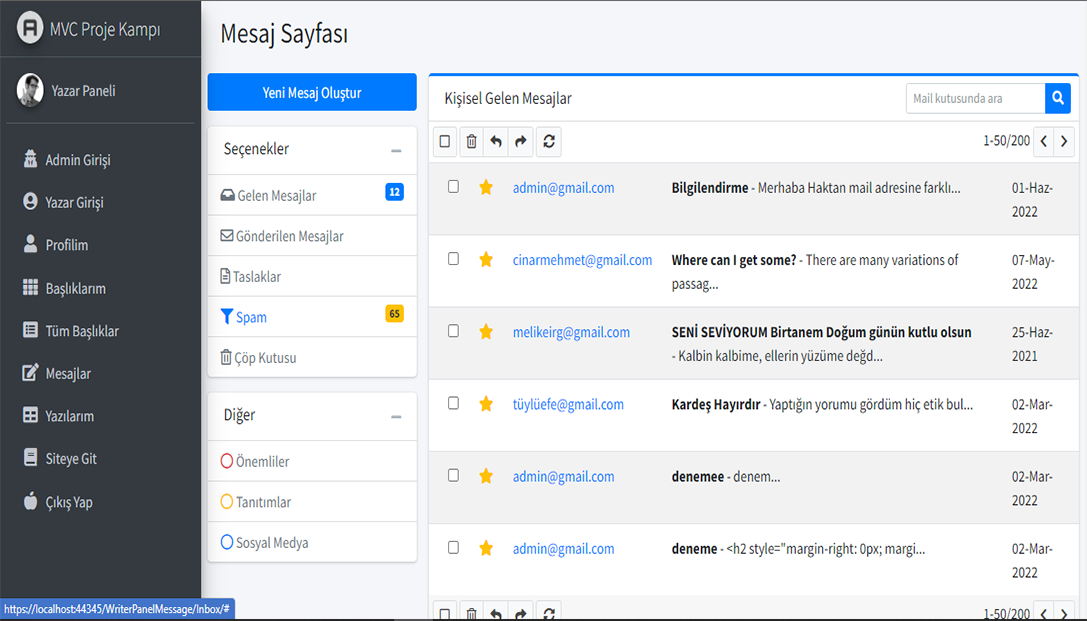 MVC Proje Kampı
Yazar Paneli
Admin Girişi
Yazar Girişi
Profilim
Başlıklarım
Tüm Başlıklar
Mesajlar
Yazılarım
Siteye Git
Çıkış Yap
https://localhost:44345/WriterPanelMessage/Inbox/#
Mesaj Sayfası
Yeni Mesaj Oluştur
Seçenekler
Gelen Mesajlar 12
Gönderilen Mesajlar
Taslaklar
Spam 65
Çöp Kutusu
Diğer
Önemliler
Tanıtımlar
Sosyal Medya
Kişisel Gelen Mesajlar
Mail kutusunda ara
1-50/200
admin@gmail.com Bilgilendirme - Merhaba Haktan mail adresine farklı... 01-Haz-
2022
cinarmehmet@gmail.com Where can I get some? - There are many variations of 07-May-
passag... 2022
melikeirg@gmail.com SENİ SEVİYORUM Birtanem Doğum günün kutlu olsun 25-Haz-
- Kalbin kalbime, ellerin yüzüme değd... 2021
tüylüefe@gmail.com Kardeş Hayırdır - Yaptığın yorumu gördüm hiç etik bul... 02-Mar-
2022
admin@gmail.com denemee - denem... 02-Mar-
2022
admin@gmail.com deneme - <h2 style="margin-right: 0px; margi... 02-Mar-
2022
1-50/200